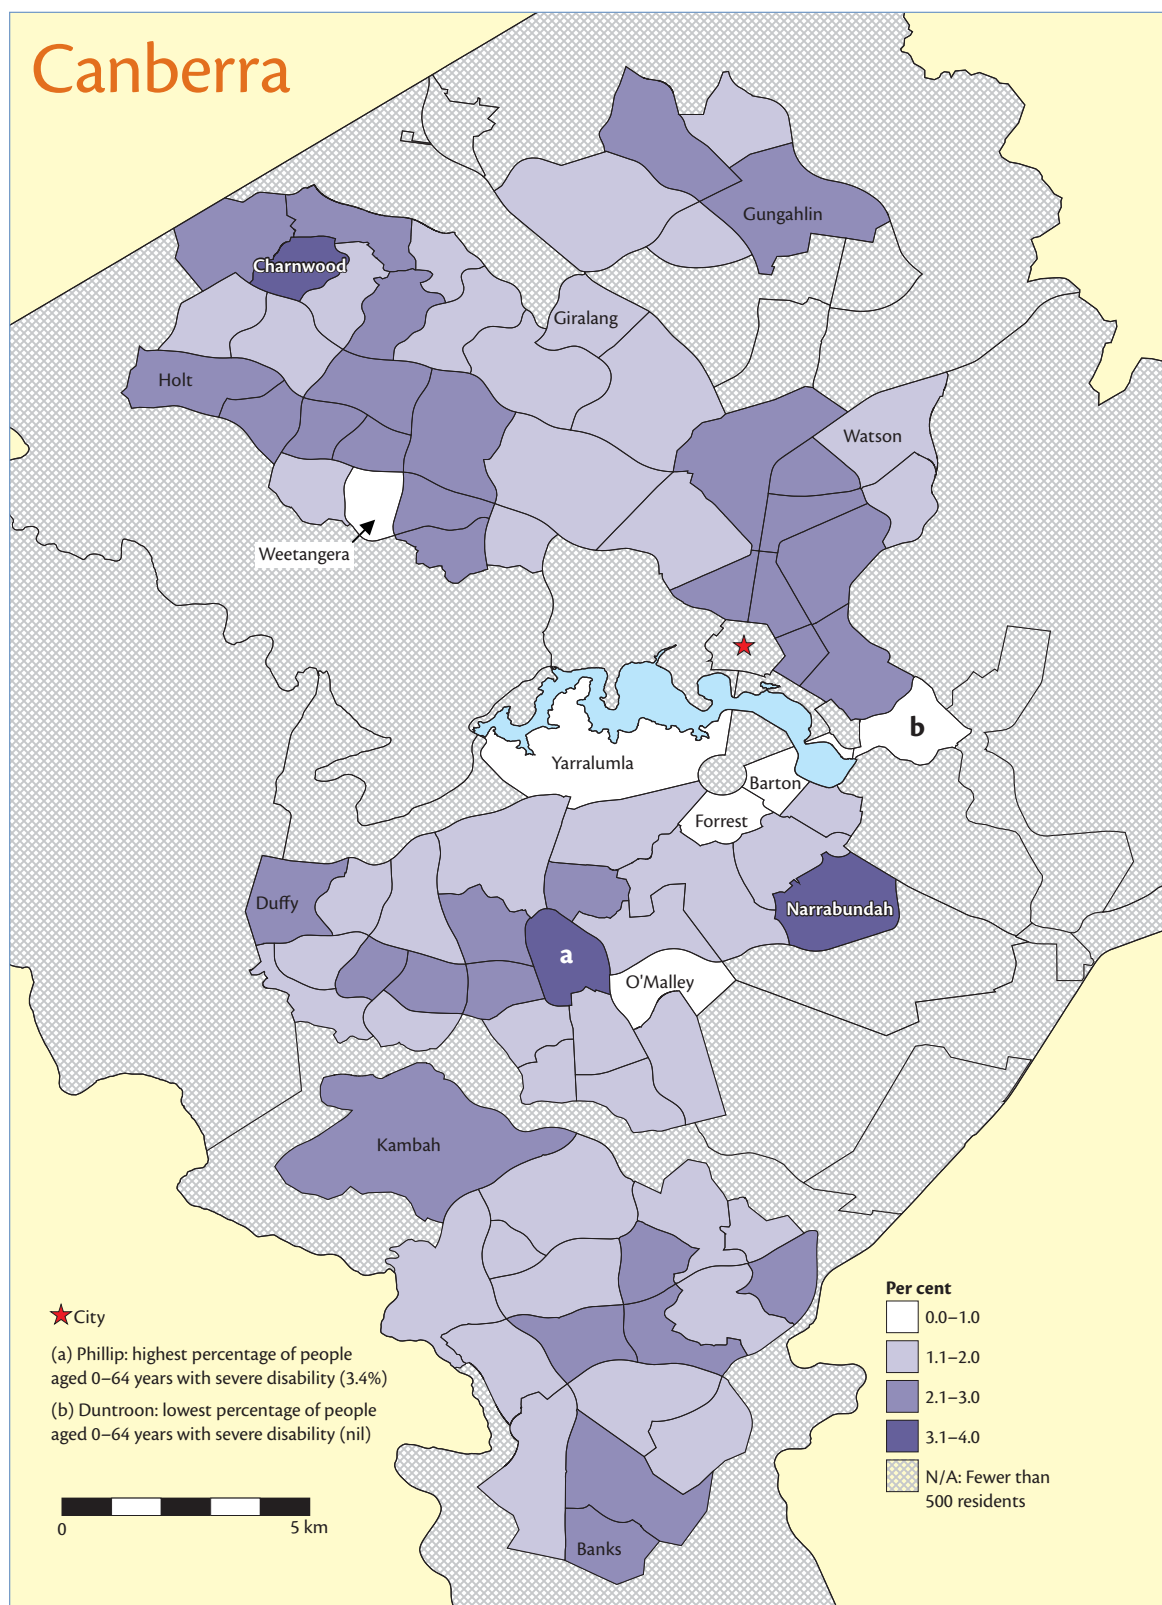 Canberra
Gungahlin
Charnwood
Giralang
Holt
Watson
Weetangera
b
Yarralumla
Barton
Forrest
Duffy
Narrabundah
a
O'Malley
Kambah
City
(a) Phillip: highest percentage of people
aged 0–64 years with severe disability (3.4%)
(b) Duntroon: lowest percentage of people
aged 0–64 years with severe disability (nil)
0
5 km
Banks
Per cent
0.0–1.0
1.1–2.0
2.1–3.0
3.1–4.0
N/A: Fewer than
500 residents